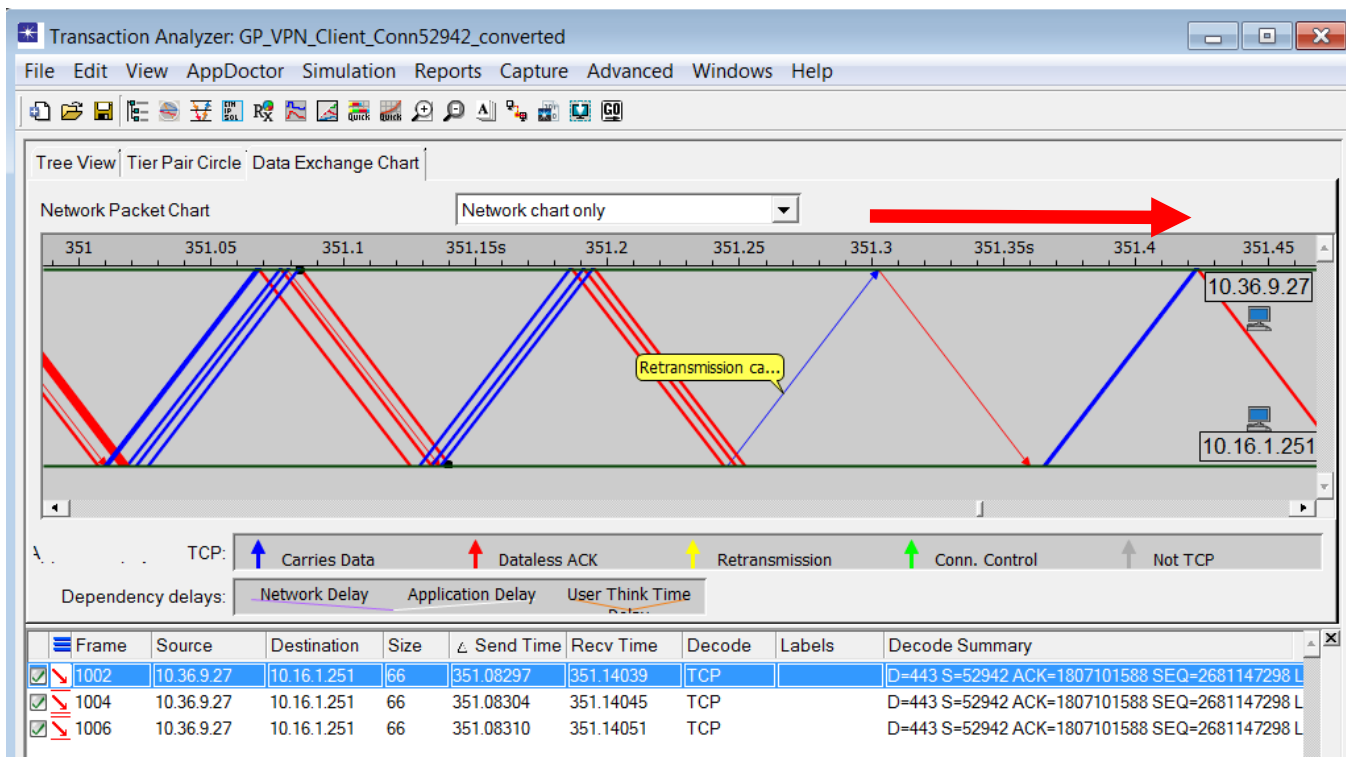 Transaction Analyzer: GP_VPN_Client_Conn52942_converted
File Edit View AppDoctor Simulation Reports Capture Advanced Windows Help
Tree View Tier Pair Circle Data Exchange Chart
Network Packet Chart Network chart only
351 351.05 351.1 351.15s 351.2 351.25 351.3 351.35s 351.4 351.45
10.36.9.27
Retransmission ca...
10.16.1.251
TCP: Carries Data Dataless ACK Retransmission Conn. Control Not TCP
Dependency delays: Network Delay Application Delay User Think Time
Frame Source Destination Size Send Time Recv Time Decode Labels Decode Summary
1002 10.36.9.27 10.16.1.251 66 351.08297 351.14039 TCP D=443 S=52942 ACK=1807101588 SEQ=2681147298 L
1004 10.36.9.27 10.16.1.251 66 351.08304 351.14045 TCP D=443 S=52942 ACK=1807101588 SEQ=2681147298 L
1006 10.36.9.27 10.16.1.251 66 351.08310 351.14051 TCP D=443 S=52942 ACK=1807101588 SEQ=2681147298 L